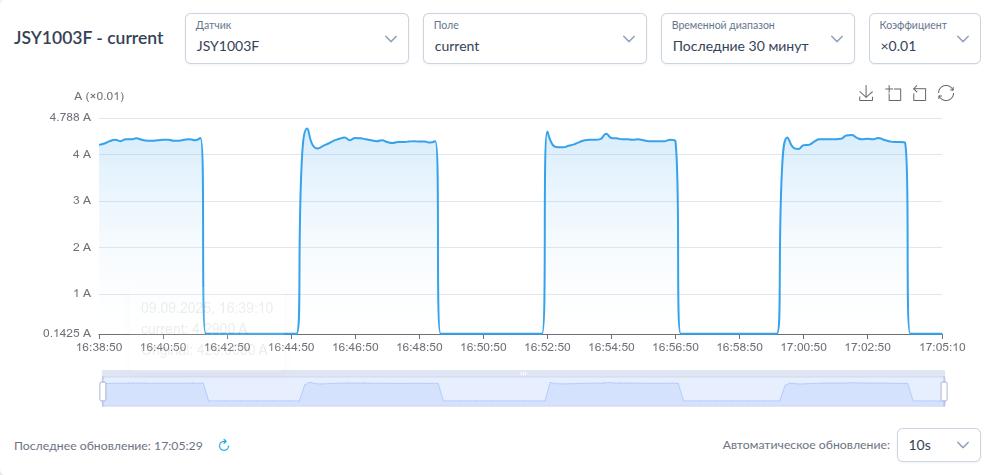 JSY1003F - current
Датчик
JSY1003F
Поле
current
Временной диапазон
Последние 30 минут
Коэффициент
×0.01
A (×0.01)
4.788 A
4 A
3 A
2 A
1 A
0.1425 A
09.09.2025, 16:39:10
current:
16:38:50 16:40:50 16:42:50 16:44:50 16:46:50 16:48:50 16:50:50 16:52:50 16:54:50 16:56:50 16:58:50 17:00:50 17:02:50 17:05:10
Последнее обновление: 17:05:29
Автоматическое обновление:
10s